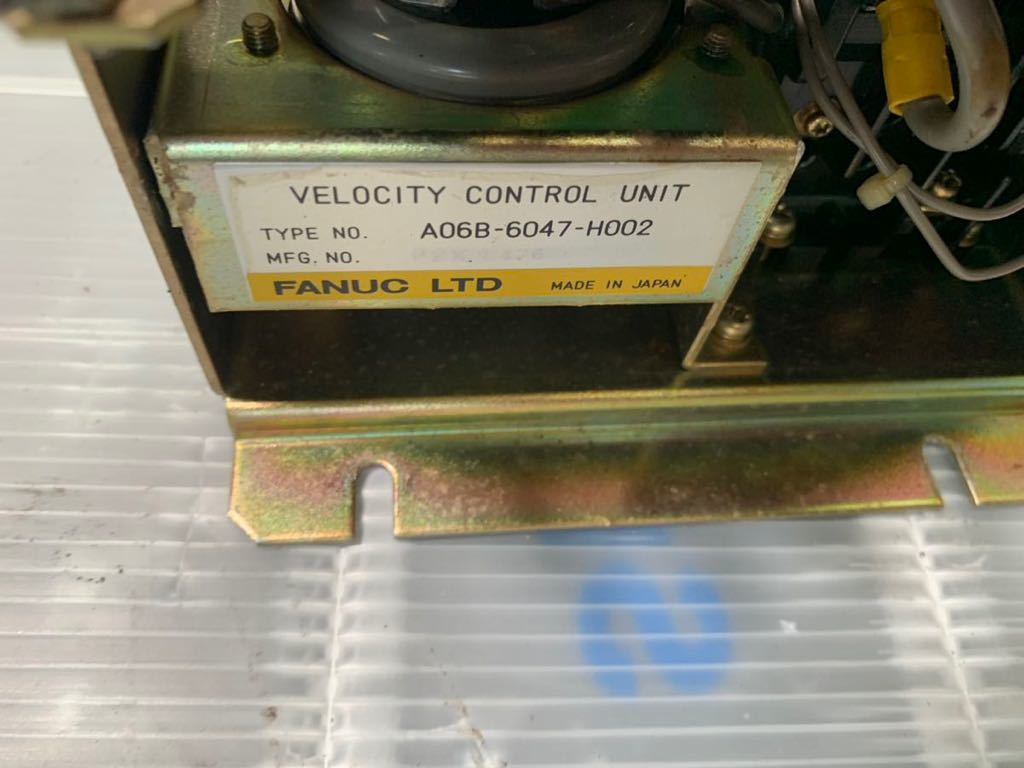 VELOCITY CONTROL UNIT
TYPE NO. A06B-6047-H002
MFG. NO.
FANUC LTD MADE IN JAPAN